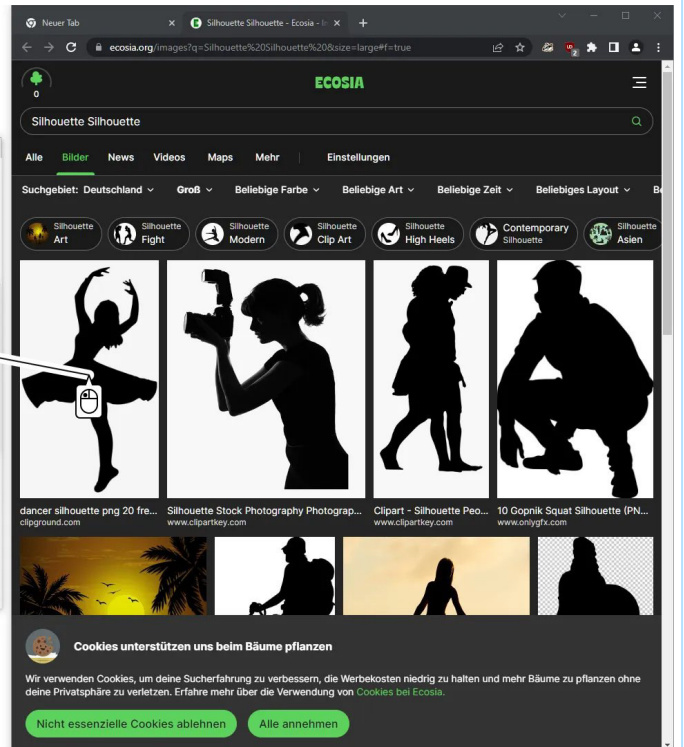 Neuer Tab
Silhouette Silhouette - Ecosia - 
ecosia.org/images?q=Silhouette%20Silhouette%20&size=large#f=true
2
0
ECOSIA
Silhouette Silhouette
Alle Bilder News Videos Maps Mehr Einstellungen
Suchgebiet: Deutschland Groß Beliebige Farbe Beliebige Art Beliebige Zeit Beliebiges Layout
Silhouette
Art
Silhouette
Fight
Silhouette
Modern
Silhouette
Clip Art
Silhouette
High Heels
Contemporary
Silhouette
Silhouette
Asien
dancer silhouette png 20 fre...
clipground.com
Silhouette Stock Photography Photograp...
www.clipartkey.com
Clipart - Silhouette Peo...
www.clipartkey.com
10 Gopnik Squat Silhouette (PN...
www.onlygfx.com
Cookies unterstützen uns beim Bäume pflanzen
Wir verwenden Cookies, um deine Sucherfahrung zu verbessern, die Werbekosten niedrig zu halten und mehr Bäume zu pflanzen ohne
deine Privatsphäre zu verletzen. Erfahre mehr über die Verwendung von Cookies bei Ecosia.
Nicht essenzielle Cookies ablehnen
Alle annehmen